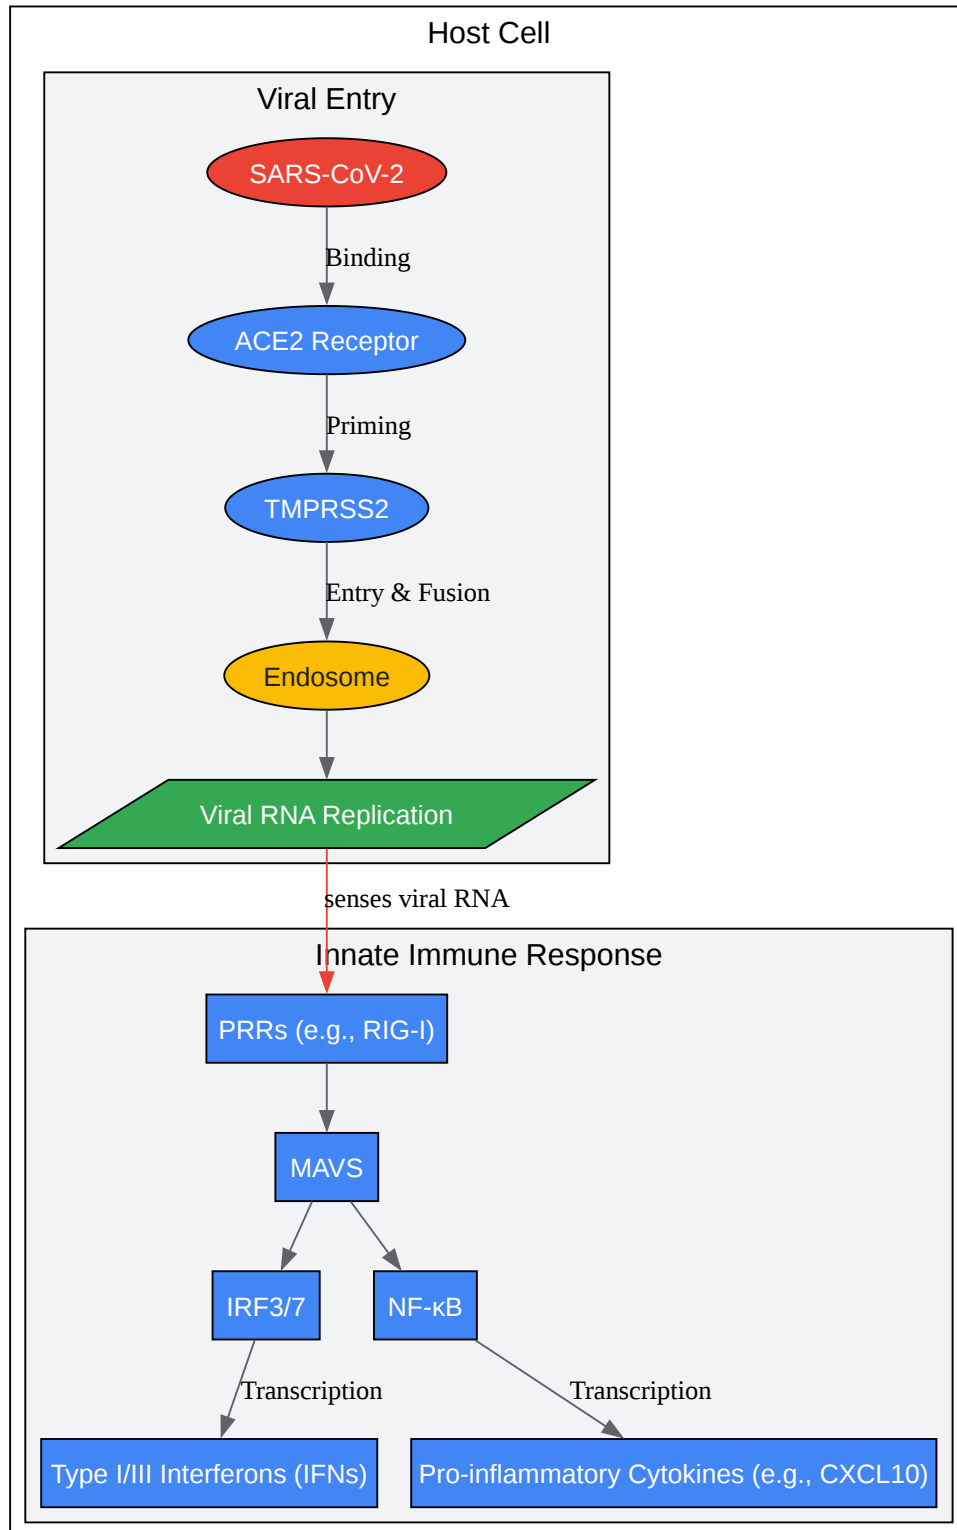 Host Cell
Viral Entry
SARS-CoV-2
Binding
ACE2 Receptor
Priming
TMPRSS2
Entry & Fusion
Endosome
Viral RNA Replication
senses viral RNA
Innate Immune Response
PRRs (e.g., RIG-I)
MAVS
IRF3/7
NF-κB
Transcription
Transcription
Type I/III Interferons (IFNs)
Pro-inflammatory Cytokines (e.g., CXCL10)